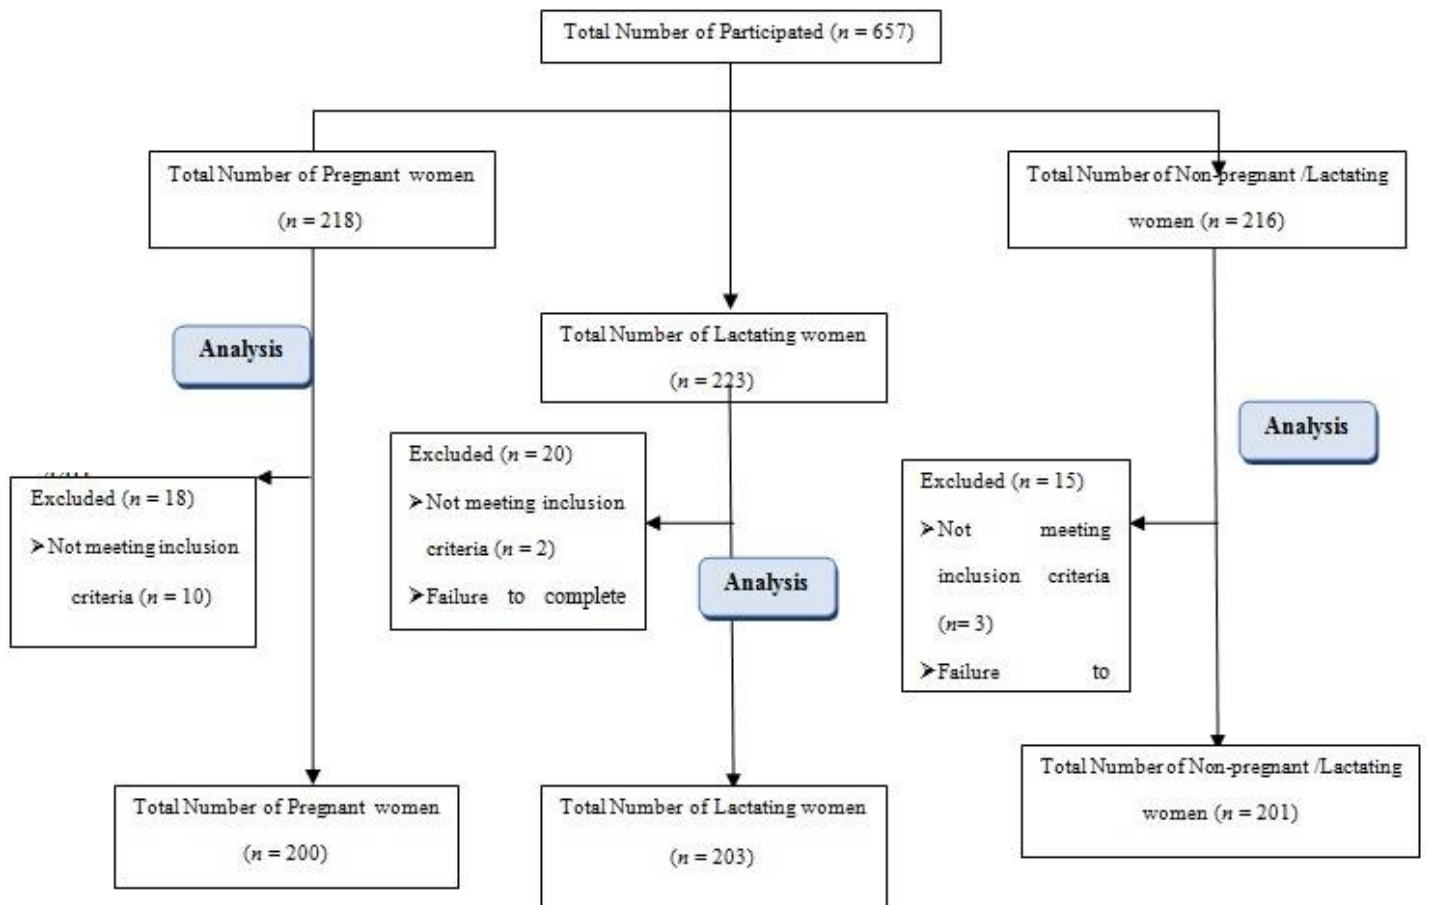 Total Number of Participated (n = 657)
Total Number of Pregnant women
(n = 218)
Total Number of Non-pregnant /Lactating
women (n = 216)
Analysis
Total Number of Lactating women
(n = 223)
Analysis
Excluded (n = 20)
➢Not meeting inclusion
criteria (n = 2)
➢Failure to complete
Excluded (n = 15)
➢Not meeting
inclusion criteria
(n= 3)
➢Failure to
Excluded (n = 18)
➢Not meeting inclusion
criteria (n = 10)
Analysis
Total Number of Pregnant women
(n = 200)
Total Number of Lactating women
(n = 203)
Total Number of Non-pregnant /Lactating
women (n = 201)